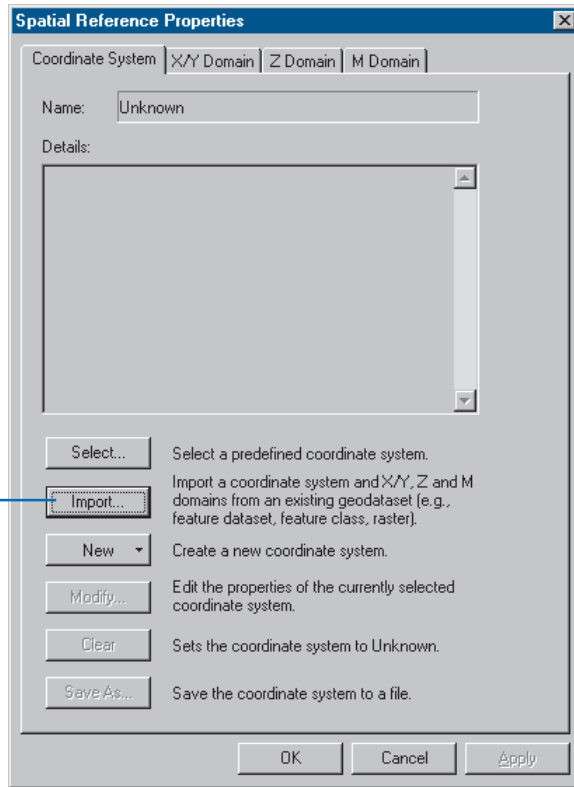 Spatial Reference Properties
Coordinate System X/Y Domain Z Domain M Domain
Name: Unknown
Details:
Select... Select a predefined coordinate system.
Import... Import a coordinate system and X/Y, Z and M
domains from an existing geodataset (e.g.,
feature dataset, feature class, raster).
New Create a new coordinate system.
Modify... Edit the properties of the currently selected
coordinate system.
Clear Sets the coordinate system to Unknown.
Save As... Save the coordinate system to a file.
OK Cancel Apply